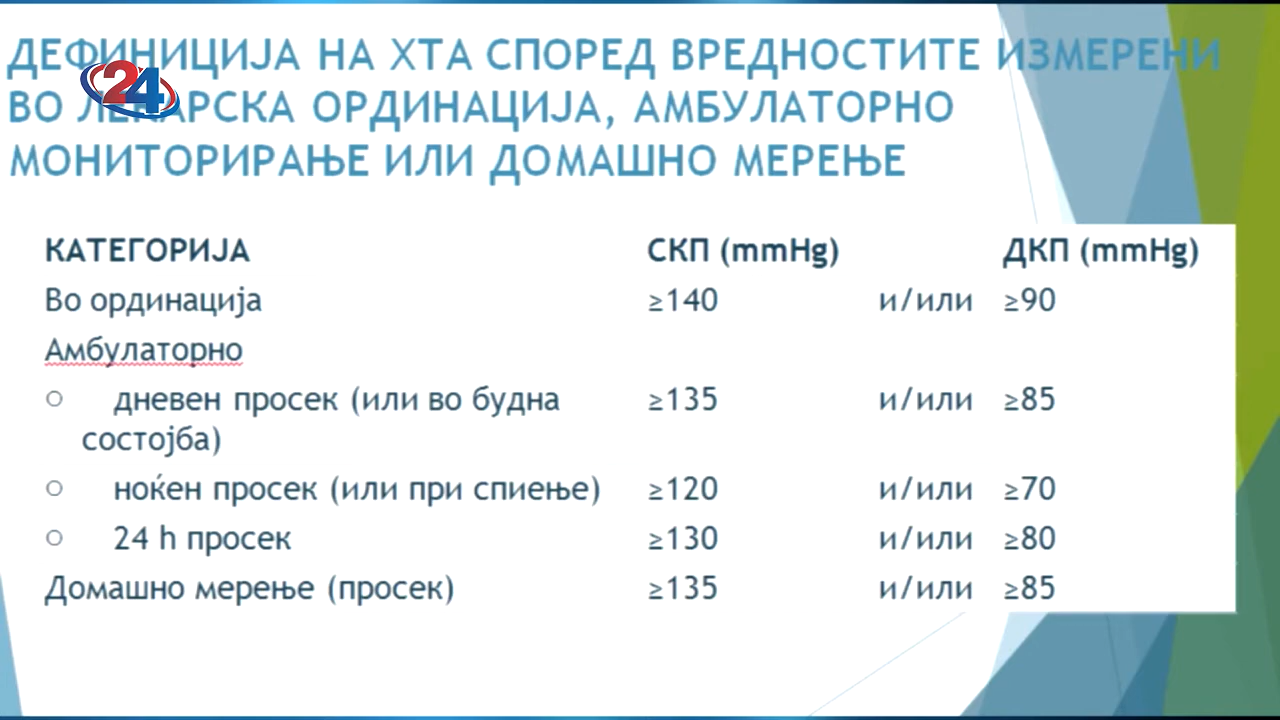 ДЕФИНИЦИЈА НА ХТА СПОРЕД ВРЕДНОСТИТЕ ИЗМЕРЕНИ
24
ВО ЛЕКАРСКА ОРДИНАЦИЈА, АМБУЛАТОРНО
МОНИТОРИРАЊЕ ИЛИ ДОМАШНО МЕРЕЊЕ
КАТЕГОРИЈА СКП (mmHg) ДКП (mmHg)
Во ординација ≥140 и/или ≥90
Амбулаторно
○ дневен просек (или во будна ≥135 и/или ≥85
состојба)
○ ноќен просек (или при спиење) ≥120 и/или ≥70
○ 24 h просек ≥130 и/или ≥80
Домашно мерење (просек) ≥135 и/или ≥85